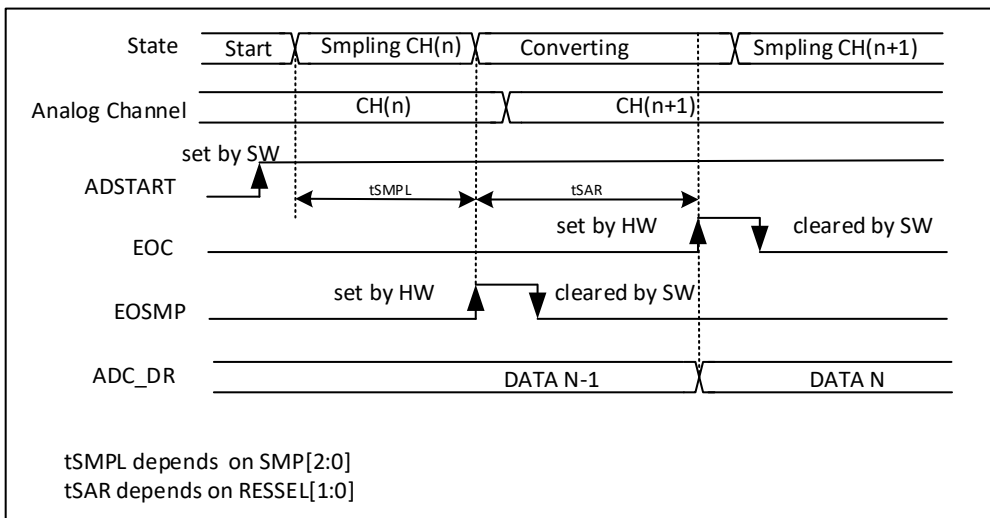 State Start Smpling CH(n) Converting Smpling CH(n+1)
Analog Channel CH(n) CH(n+1)
set by SW
ADSTART tSMPL tSAR
set by HW cleared by SW
EOC
set by HW cleared by SW
EOSMP
ADC_DR DATA N-1 DATA N
tSMPL depends on SMP[2:0]
tSAR depends on RESSEL[1:0]